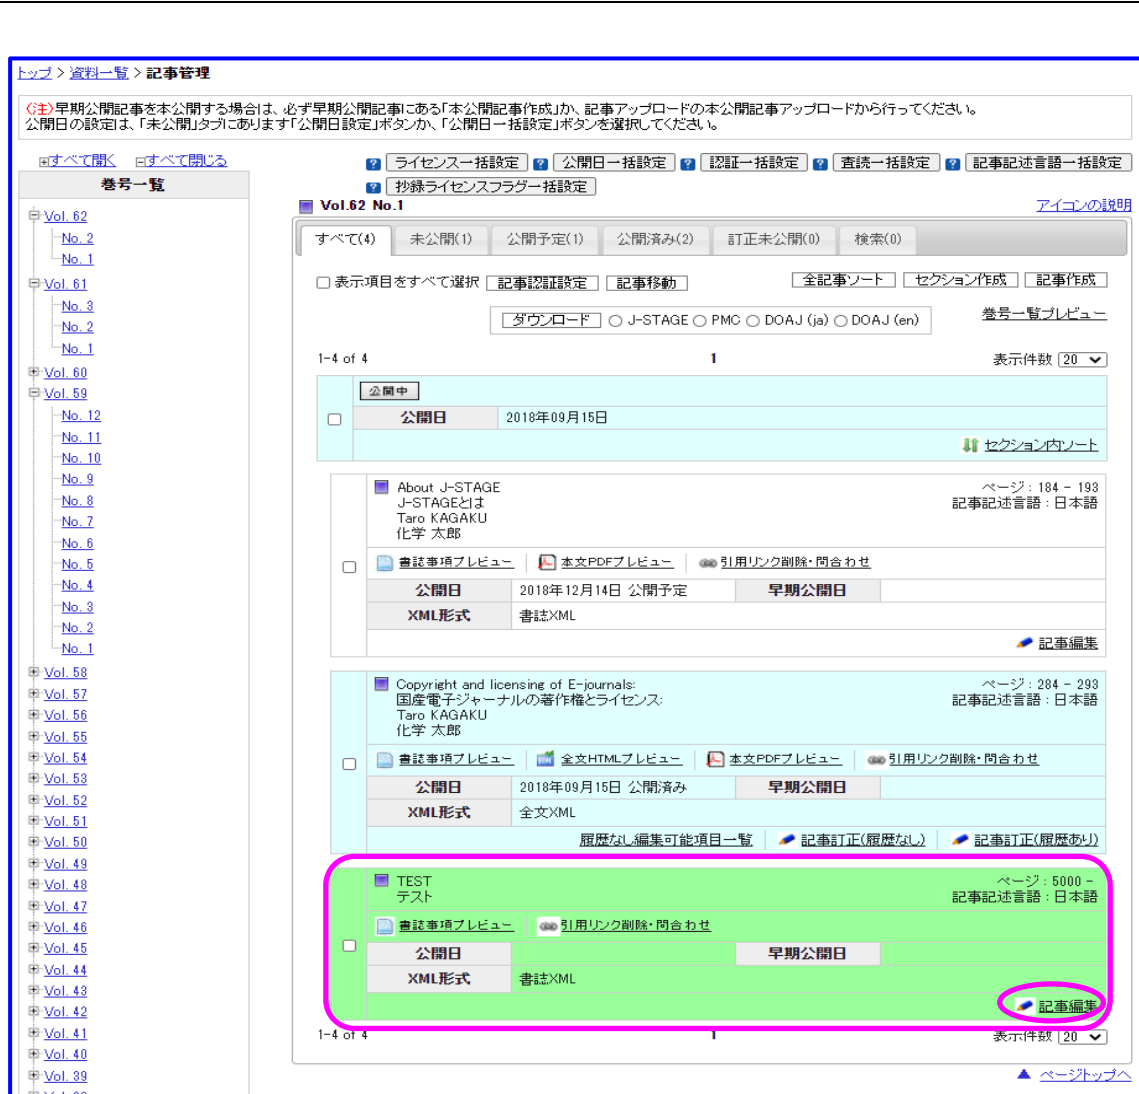 トップ > 資料一覧 > 記事管理
(注)早期公開記事を本公開する場合は、必ず早期公開記事にある「本公開記事作成」か、記事アップロードの本公開記事アップロードから行ってください。
公開日の設定は、「未公開」タブにあります「公開日設定」ボタンか、「公開日一括設定」ボタンを選択してください。
すべて開く すべて閉じる
巻号一覧
Vol. 62
No. 2
No. 1
Vol. 61
No. 3
No. 2
No. 1
Vol. 60
Vol. 59
No. 12
No. 11
No. 10
No. 9
No. 8
No. 7
No. 6
No. 5
No. 4
No. 3
No. 2
No. 1
Vol. 58
Vol. 57
Vol. 56
Vol. 55
Vol. 54
Vol. 53
Vol. 52
Vol. 51
Vol. 50
Vol. 49
Vol. 48
Vol. 47
Vol. 46
Vol. 45
Vol. 44
Vol. 43
Vol. 42
Vol. 41
Vol. 40
Vol. 39
? ライセンス一括設定 ? 公開日一括設定 ? 認証一括設定 ? 査読一括設定 ? 記事記述言語一括設定
? 抄録ライセンスフラグ一括設定
Vol.62 No.1 アイコンの説明
すべて(4) 未公開(1) 公開予定(1) 公開済み(2) 訂正未公開(0) 検索(0)
表示項目をすべて選択 記事認証設定 記事移動 全記事ソート セクション作成 記事作成
ダウンロード J-STAGE PMC DOAJ (ja) DOAJ (en) 巻号一覧プレビュー
1-4 of 4 1 表示件数 20
公開中
公開日 2018年09月15日
セクション内ソート
About J-STAGE ページ : 184 - 193
J-STAGEとは 記事記述言語 : 日本語
Taro KAGAKU
化学 太郎
書誌事項プレビュー 本文PDFプレビュー 引用リンク削除・問合わせ
公開日 2018年12月14日 公開予定 早期公開日
XML形式 書誌XML
記事編集
Copyright and licensing of E-journals: ページ : 284 - 293
国産電子ジャーナルの著作権とライセンス: 記事記述言語 : 日本語
Taro KAGAKU
化学 太郎
書誌事項プレビュー 全文HTMLプレビュー 本文PDFプレビュー 引用リンク削除・問合わせ
公開日 2018年09月15日 公開済み 早期公開日
XML形式 全文XML
履歴なし編集可能項目一覧 記事訂正(履歴なし) 記事訂正(履歴あり)
TEST ページ : 5000 -
テスト 記事記述言語 : 日本語
書誌事項プレビュー 引用リンク削除・問合わせ
公開日 早期公開日
XML形式 書誌XML
記事編集
1-4 of 4 1 表示件数 20
ページトップへ